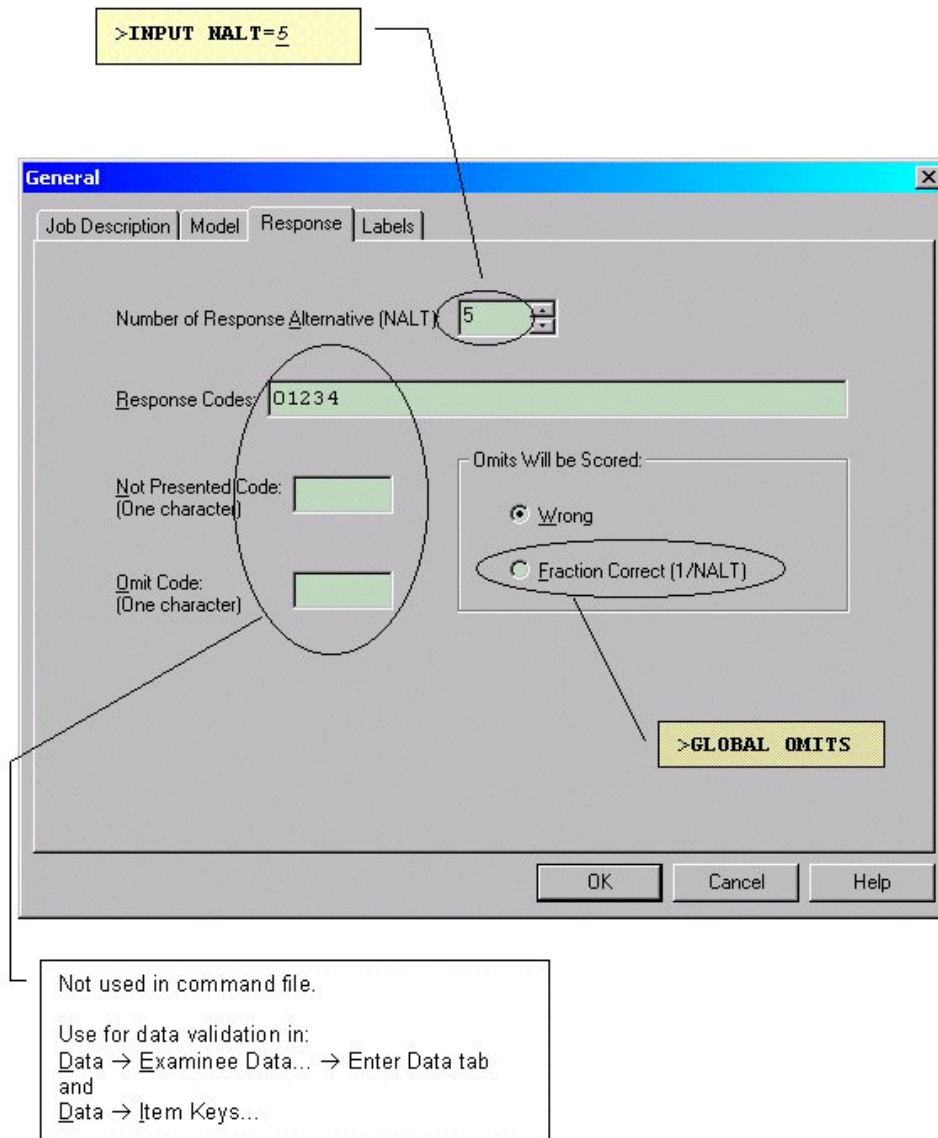 >INPUT NALT=5
General
Job Description Model Response Labels
Number of Response Alternative (NALT) 5
Response Codes: 01234
Omits Will be Scored:
Not Presented Code:
(One character)
Wrong
Fraction Correct (1/NALT)
Omit Code:
(One character)
>GLOBAL OMITS
OK Cancel Help
Not used in command file.
Use for data validation in:
Data → Examinee Data... → Enter Data tab
and
Data → Item Keys...